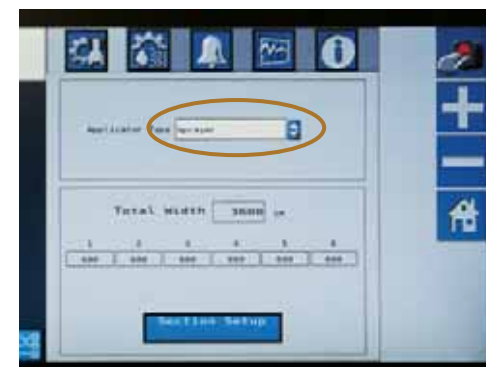 Applicator Type Sprayer
Total Width 3600 cm
1 2 3 4 5 6
600 600 600 600 600 600
Section Setup